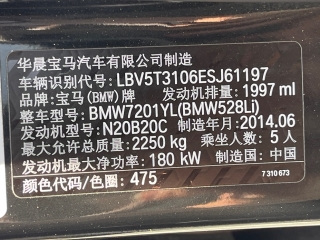 华晨宝马汽车有限公司制造
车辆识别代号: LBV5T3106ESJ61197
品牌: 宝马(BMW)牌 发动机排量: 1997 ml
整车型号: BMW7201YL(BMW528Li)
发动机型号: N20B20C 制造年月: 2014.06
最大允许总质量: 2250 kg 乘坐人数: 5 人
发动机最大净功率: 180 kW 制造国: 中国
颜色代码/色圈: 475
7 310 673